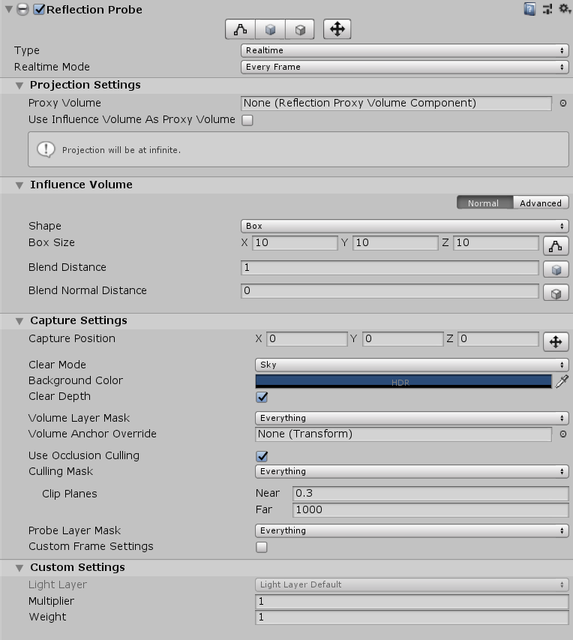 Reflection Probe
Type Realtime
Realtime Mode Every Frame
Projection Settings
Proxy Volume None (Reflection Proxy Volume Component)
Use Influence Volume As Proxy Volume
Projection will be at infinite.
Influence Volume
Normal Advanced
Shape Box
Box Size X 10 Y 10 Z 10
Blend Distance 1
Blend Normal Distance 0
Capture Settings
Capture Position X 0 Y 0 Z 0
Clear Mode Sky
Background Color HDR
Clear Depth
Volume Layer Mask Everything
Volume Anchor Override None (Transform)
Use Occlusion Culling
Culling Mask Everything
Clip Planes Near 0.3
Far 1000
Probe Layer Mask Everything
Custom Frame Settings
Custom Settings
Light Layer Light Layer Default
Multiplier 1
Weight 1